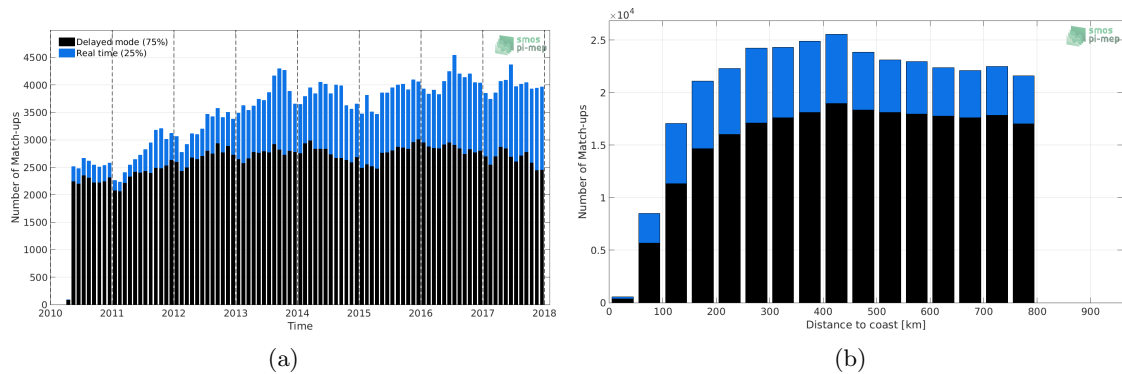 Delayed mode (75%)
Real time (25%)
smos
pi-mep
Number of Match-ups
4500
4000
3500
3000
2500
2000
1500
1000
500
0
2010 2011 2012 2013 2014 2015 2016 2017 2018
Time
(a)
×10⁴
smos
pi-mep
Number of Match-ups
2.5
2
1.5
1
0.5
0
0 100 200 300 400 500 600 700 800 900
Distance to coast [km]
(b)